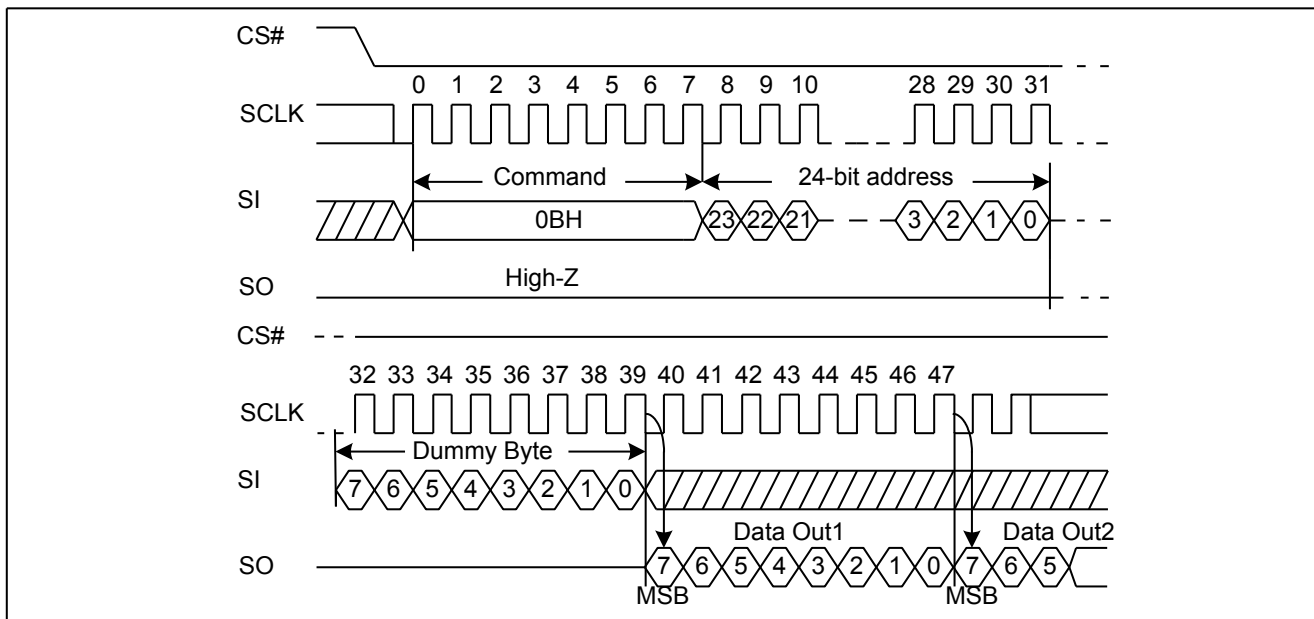 CS#
0 1 2 3 4 5 6 7 8 9 10 28 29 30 31
SCLK
Command 24-bit address
SI
0BH 23 22 21 3 2 1 0
High-Z
SO
CS#
32 33 34 35 36 37 38 39 40 41 42 43 44 45 46 47
SCLK
Dummy Byte
SI
7 6 5 4 3 2 1 0
Data Out1 Data Out2
SO
7 6 5 4 3 2 1 0 7 6 5
MSB MSB